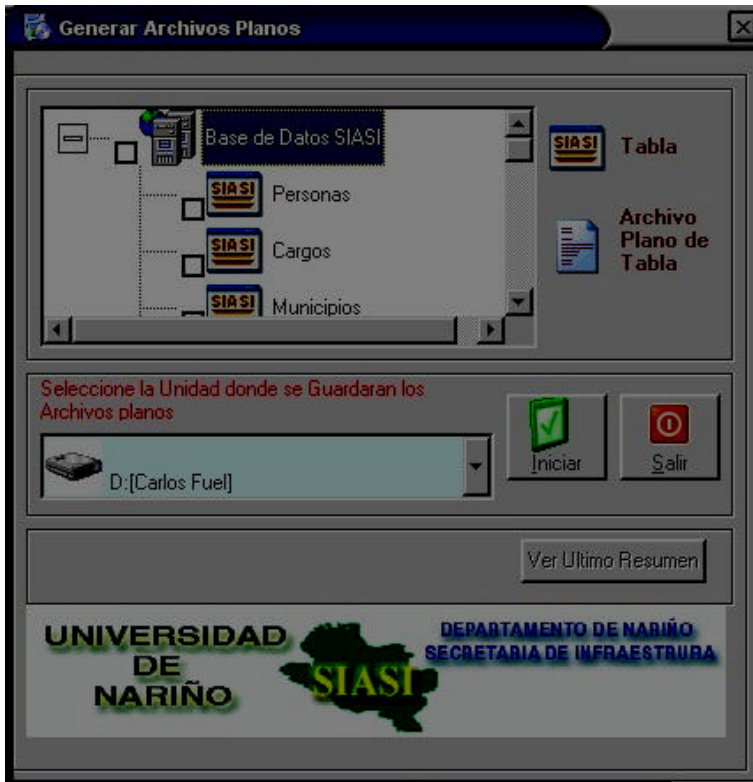 Generar Archivos Planos
Base de Datos SIASI
SIASI
Personas
SIASI
Cargos
SIASI
Municipios
SIASI
Tabla
Archivo
Plano de
Tabla
Seleccione la Unidad donde se Guardaran los
Archivos planos
D:[Carlos Fuel]
Iniciar
Salir
Ver Ultimo Resumen
UNIVERSIDAD
DE
NARIÑO
SIASI
DEPARTAMENTO DE NARIÑO
SECRETARIA DE INFRAESTRURA